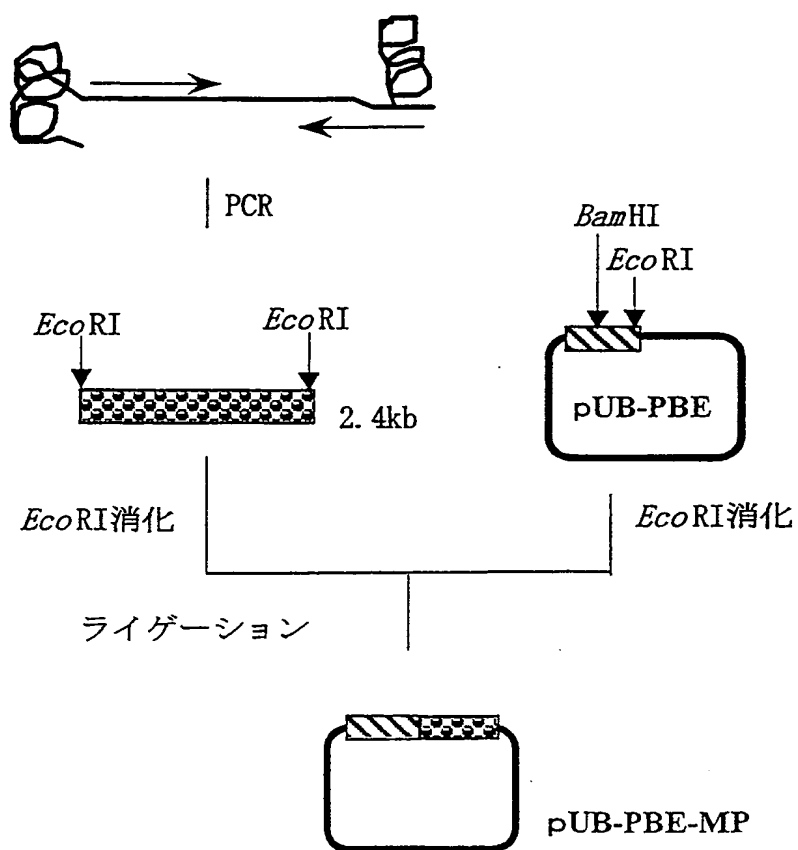 PCR
BamHI
EcoRI
EcoRI
EcoRI
2.4kb
pUB-PBE
EcoRI消化
EcoRI消化
ライゲーション
pUB-PBE-MP